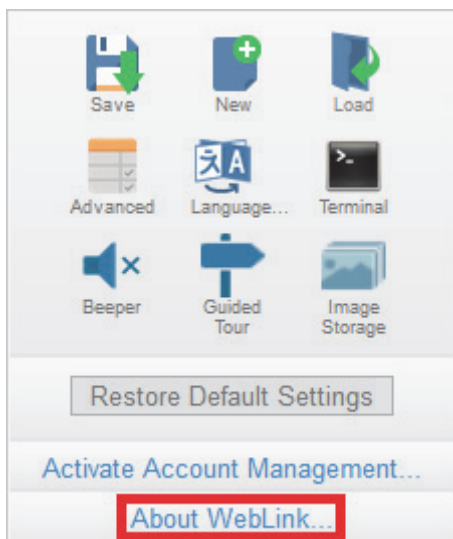 Save New Load
Advanced Language... Terminal
Beeper Guided Tour Image Storage
Restore Default Settings
Activate Account Management...
About WebLink...